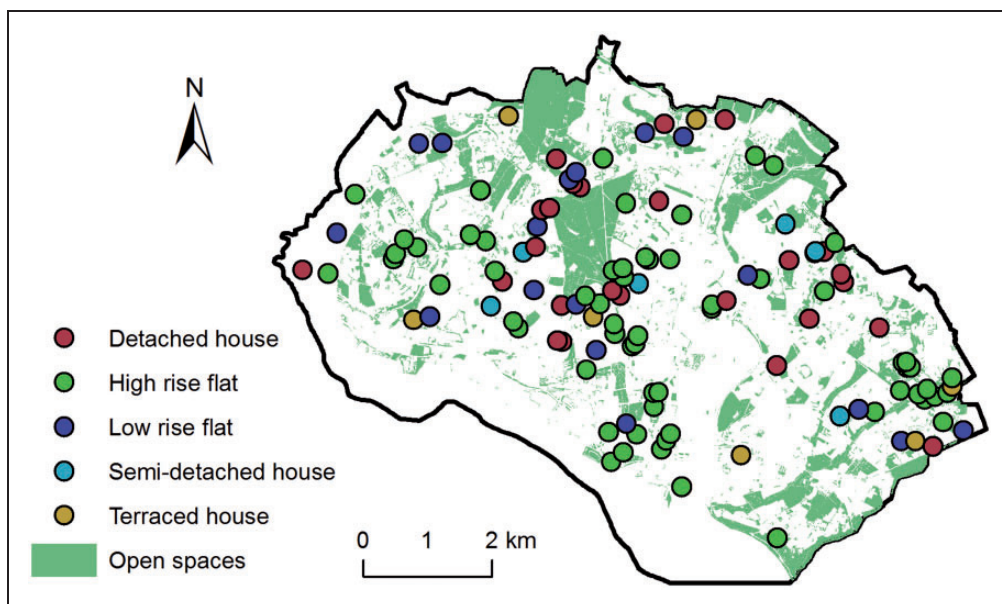 N
Detached house
High rise flat
Low rise flat
Semi-detached house
Terraced house
Open spaces
0 1 2 km